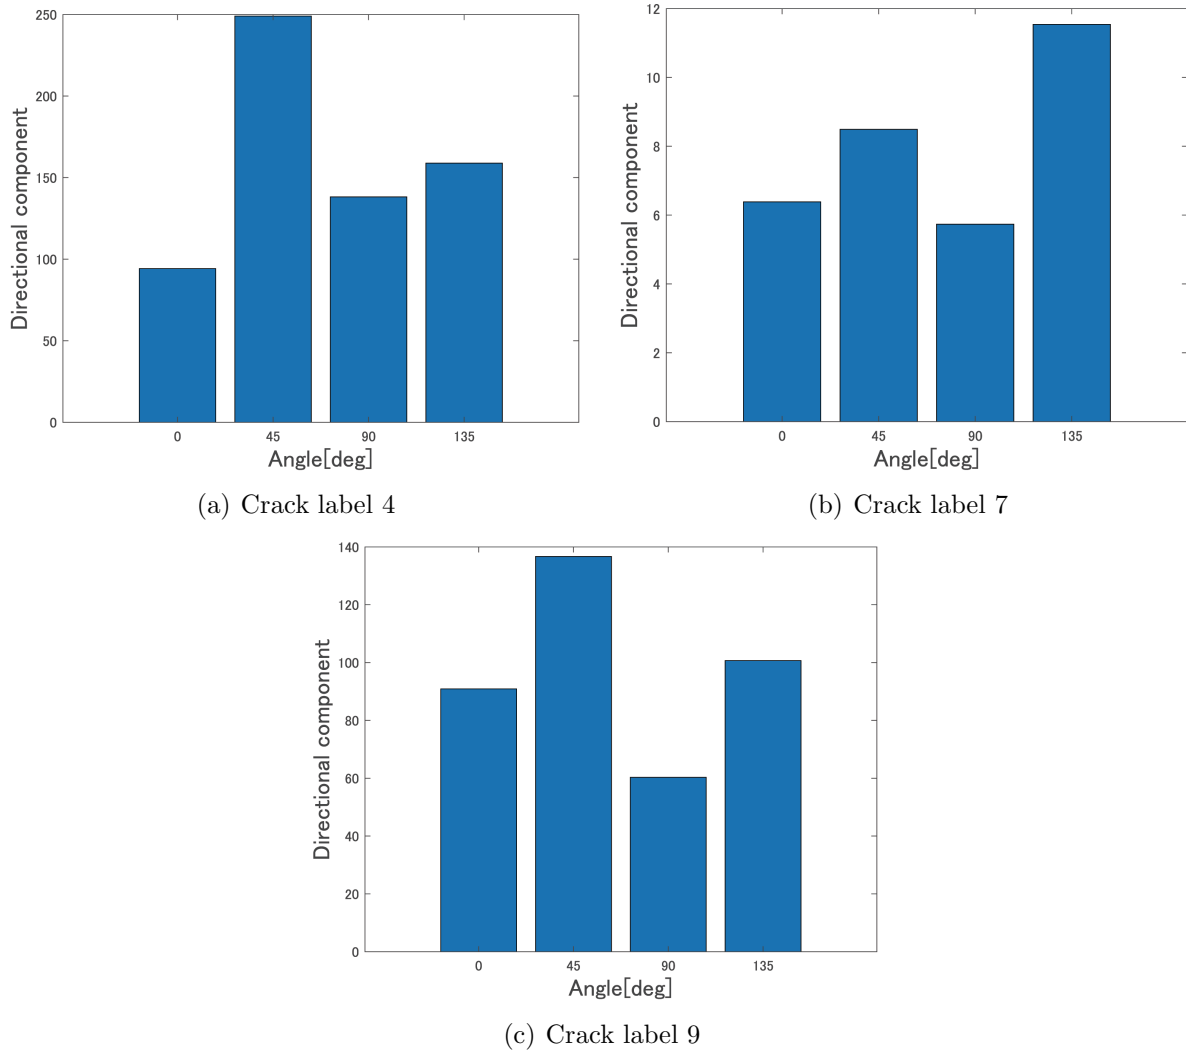 250
200
150
100
50
0
Directional component
0 45 90 135
Angle[deg]
(a) Crack label 4
12
10
8
6
4
2
0
Directional component
0 45 90 135
Angle[deg]
(b) Crack label 7
140
120
100
80
60
40
20
0
Directional component
0 45 90 135
Angle[deg]
(c) Crack label 9